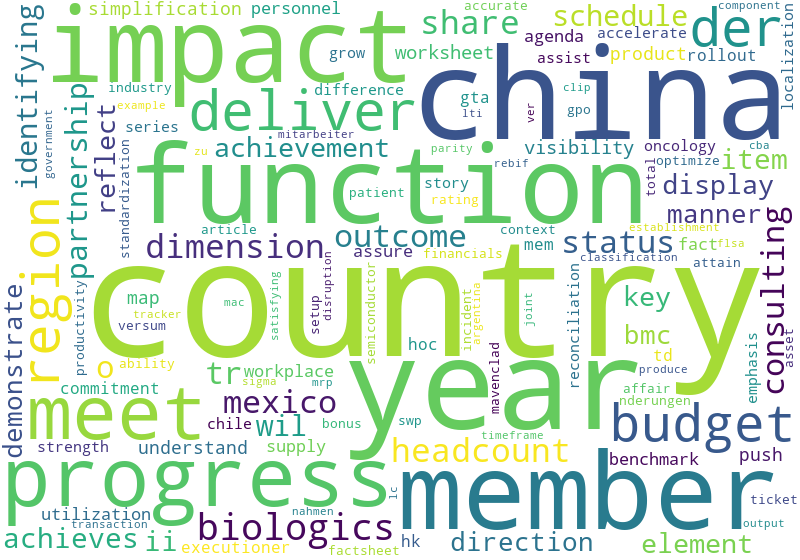 simplification personnel
accurate
component
impact
share
schedule
der
agenda
accelerate
grow
worksheet
assist
product
rollout
localization
identifying
government
industry
example
difference
china
clip
gta
gpo
lti
ver
deliver
partnership
reflect
series
mitarbeiter
achievement
standardization
zu
parity
visibility
oncology
cba
optimize
item
rebif
total
function
patient
story
rating
display
manner
region
article
outcome
context
mem
status
establishment
fact
flsa
dimension
assure
financials
classification
attain
country
map
tracker
versum
mac
satisfying
setup
disruption
semiconductor
incident
argentina
joint
reconciliation
key
bmc
consulting
productivity
demonstrate
o
ability
hoc
td
produce
emphasis
asset
tr
workplace
commitment
sigma
mrp
mavenclad
affair
nderungen
year
meet
mexico
chile
wil
bonus
swp
timeframe
budget
strength
understand
supply
headcount
benchmark
push
progress
lc
member
ticket
utilization
transaction
biologics
nahmen
output
achieves
ii
executioner
factsheet
hk
direction
element